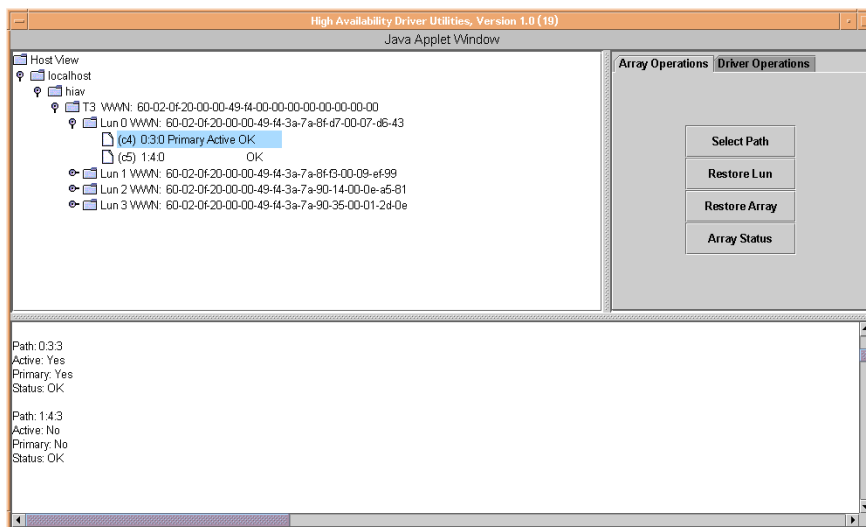 High Availability Driver Utilities, Version 1.0 (19)
Java Applet Window
Host View
localhost
hiav
T3 WWN: 60-02-0f-20-00-00-49-f4-00-00-00-00-00-00-00-00
Lun 0 WWN: 60-02-0f-20-00-00-49-f4-3a-7a-8f-d7-00-07-d6-43
(c4) 0:3:0 Primary Active OK
(c5) 1:4:0 OK
Lun 1 WWN: 60-02-0f-20-00-00-49-f4-3a-7a-8f-f3-00-09-ef-99
Lun 2 WWN: 60-02-0f-20-00-00-49-f4-3a-7a-90-14-00-0e-a5-81
Lun 3 WWN: 60-02-0f-20-00-00-49-f4-3a-7a-90-35-00-01-2d-0e
Array Operations Driver Operations
Select Path
Restore Lun
Restore Array
Array Status
Path: 0:3:3
Active: Yes
Primary: Yes
Status: OK
Path: 1:4:3
Active: No
Primary: No
Status: OK